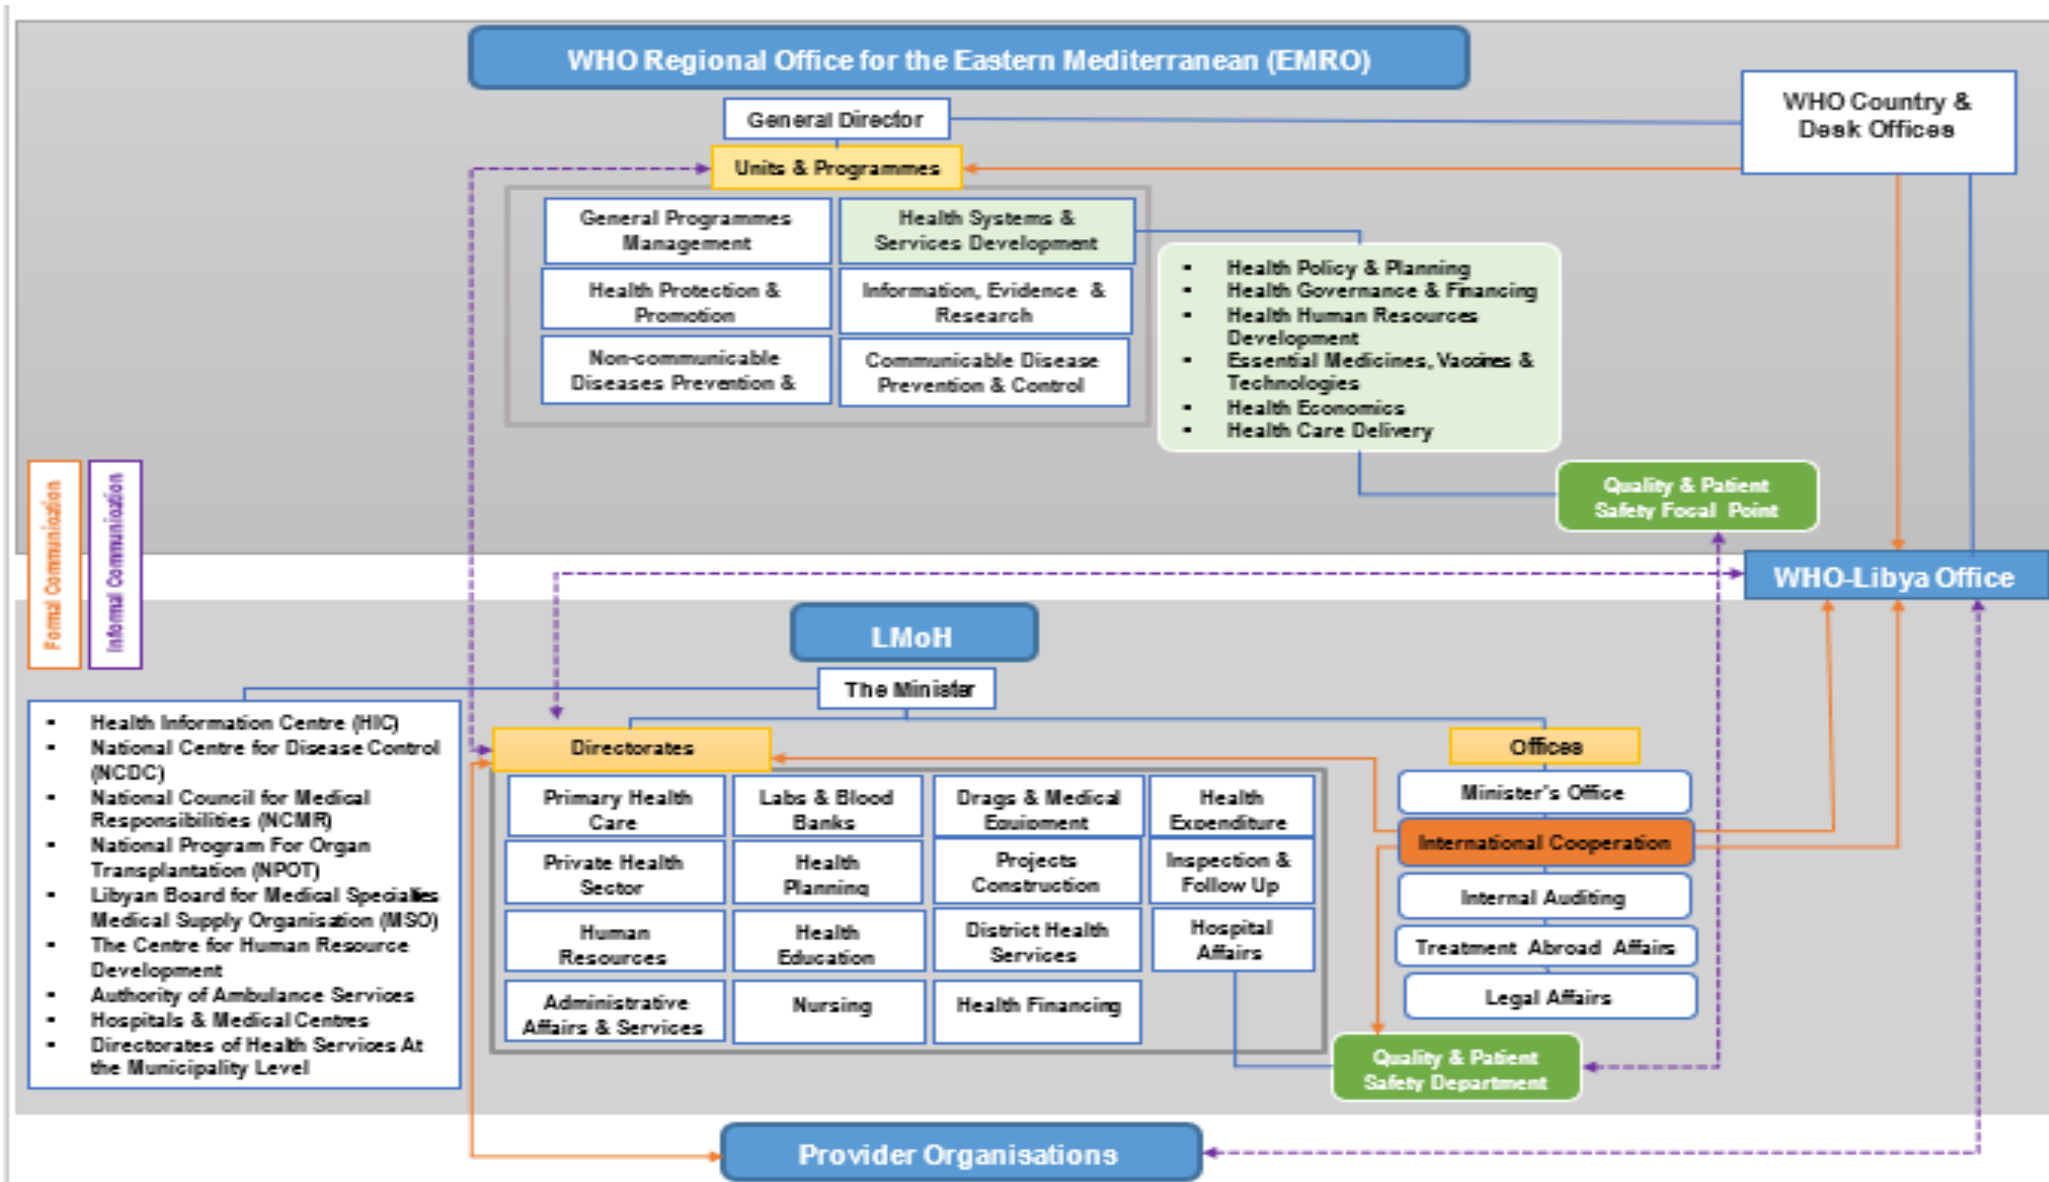 WHO Regional Office for the Eastern Mediterranean (EMRO)
General Director
WHO Country &
Desk Offices
Units & Programmes
General Programmes
Management
Health Systems &
Services Development
Health Protection &
Promotion
Information, Evidence &
Research
Non-communicable
Diseases Prevention &
Communicable Disease
Prevention & Control
▪ Health Policy & Planning
▪ Health Governance & Financing
▪ Health Human Resources
Development
▪ Essential Medicines, Vaccines &
Technologies
▪ Health Economics
▪ Health Care Delivery
Quality & Patient
Safety Focal Point
Formal Communication
Informal Communication
WHO-Libya Office
LMoH
The Minister
▪ Health Information Centre (HIC)
▪ National Centre for Disease Control
(NCDC)
▪ National Council for Medical
Responsibilities (NCMR)
▪ National Program For Organ
Transplantation (NPOT)
▪ Libyan Board for Medical Specialties
Medical Supply Organisation (MSO)
▪ The Centre for Human Resource
Development
▪ Authority of Ambulance Services
▪ Hospitals & Medical Centres
▪ Directorates of Health Services At
the Municipality Level
Directorates
Primary Health
Care
Labs & Blood
Banks
Drags & Medical
Equipment
Health
Expenditure
Private Health
Sector
Health
Planning
Projects
Construction
Inspection &
Follow Up
Human
Resources
Health
Education
District Health
Services
Hospital
Affairs
Administrative
Affairs & Services
Nursing
Health Financing
Offices
Minister's Office
International Cooperation
Internal Auditing
Treatment Abroad Affairs
Legal Affairs
Quality & Patient
Safety Department
Provider Organisations